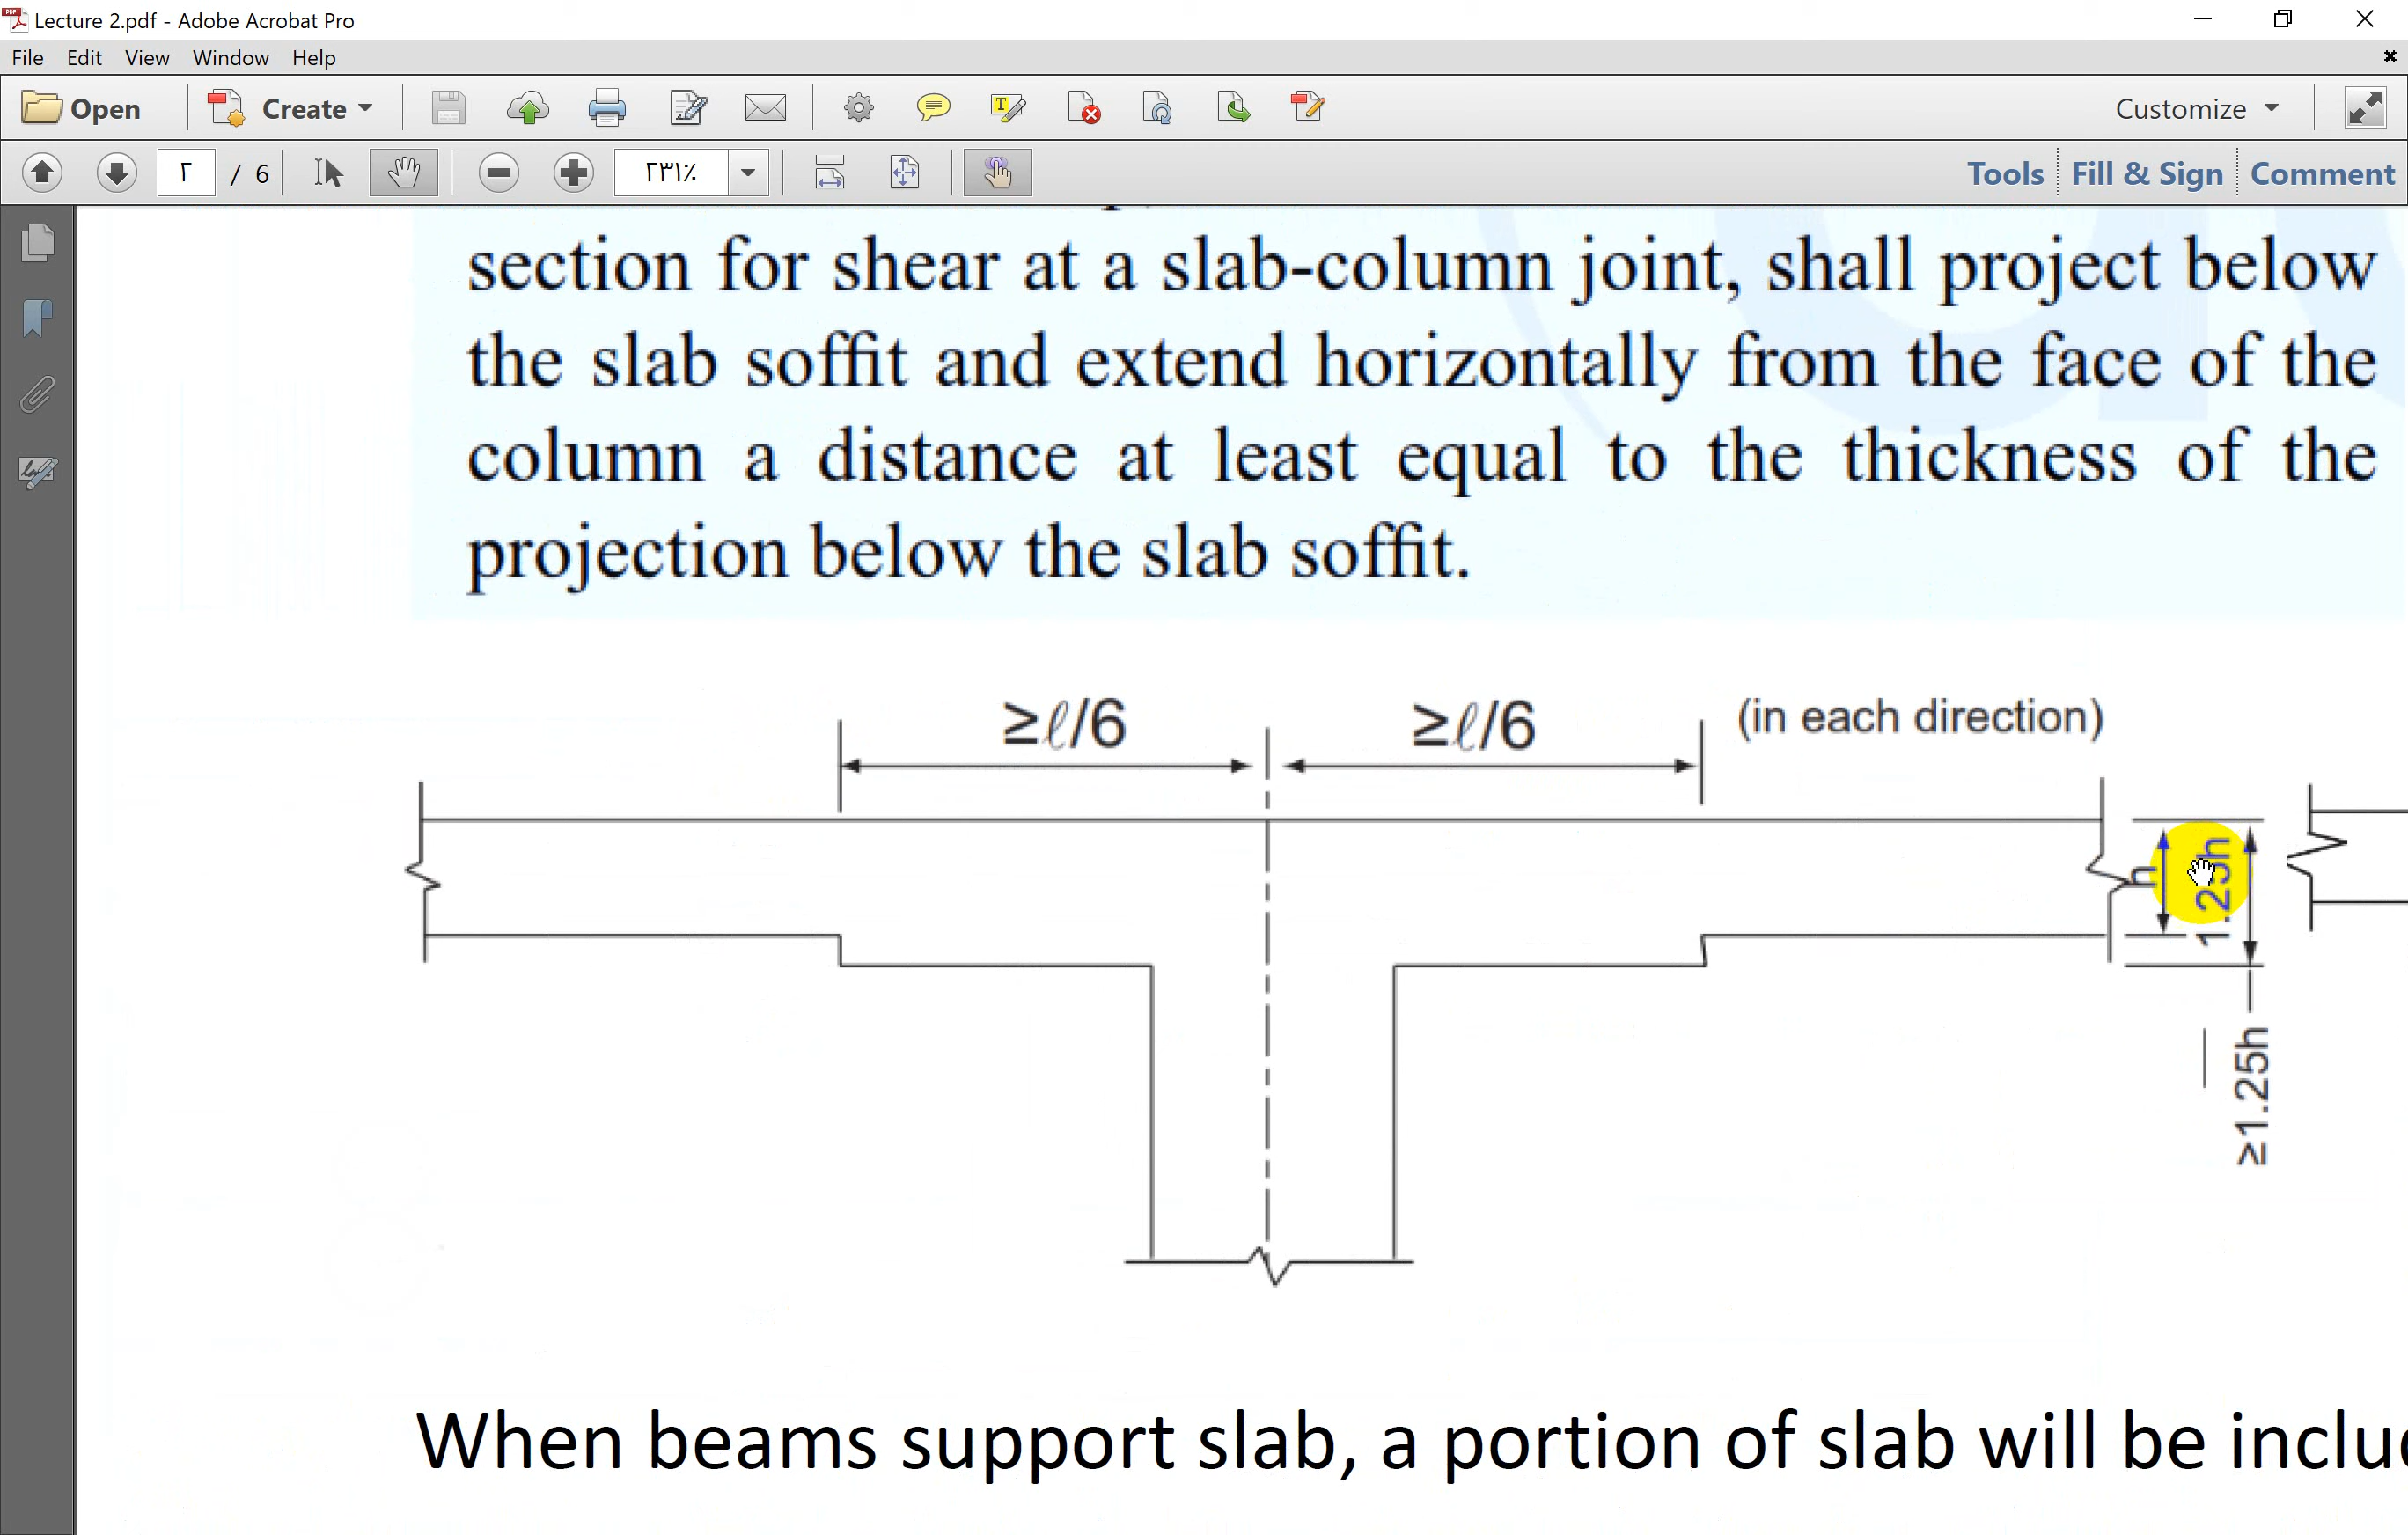 Lecture 2.pdf - Adobe Acrobat Pro
File Edit View Window Help
Open Create Customize
٢ / 6 ٢٣١٪ Tools Fill & Sign Comment
section for shear at a slab-column joint, shall project below
the slab soffit and extend horizontally from the face of the
column a distance at least equal to the thickness of the
projection below the slab soffit.
≥ℓ/6 ≥ℓ/6 (in each direction)
h
1.25h
≥1.25h
When beams support slab, a portion of slab will be